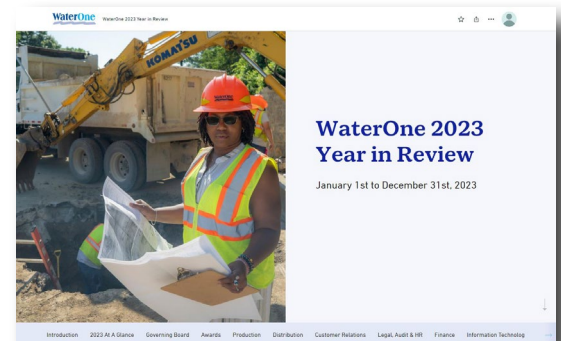 WaterOne
WaterOne 2023 Year in Review
KOMATSU
WaterOne 2023
Year in Review
January 1st to December 31st, 2023
Introduction 2023 At A Glance Governing Board Awards Production Distribution Customer Relations Legal, Audit & HR Finance Information Technolog